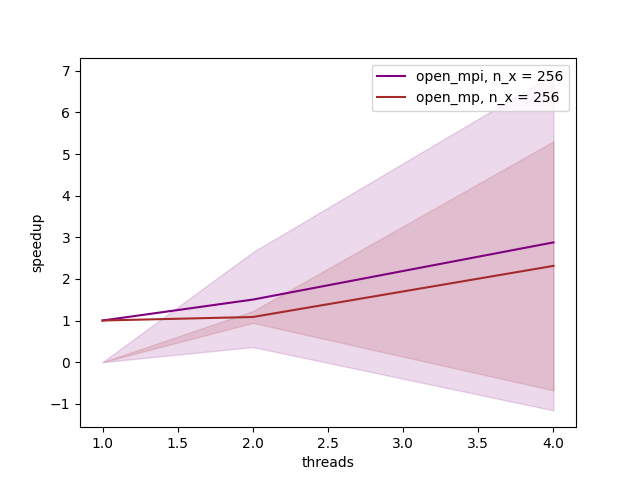 open_mpi, n_x = 256
open_mp, n_x = 256
speedup
7
6
5
4
3
2
1
0
−1
1.0 1.5 2.0 2.5 3.0 3.5 4.0
threads